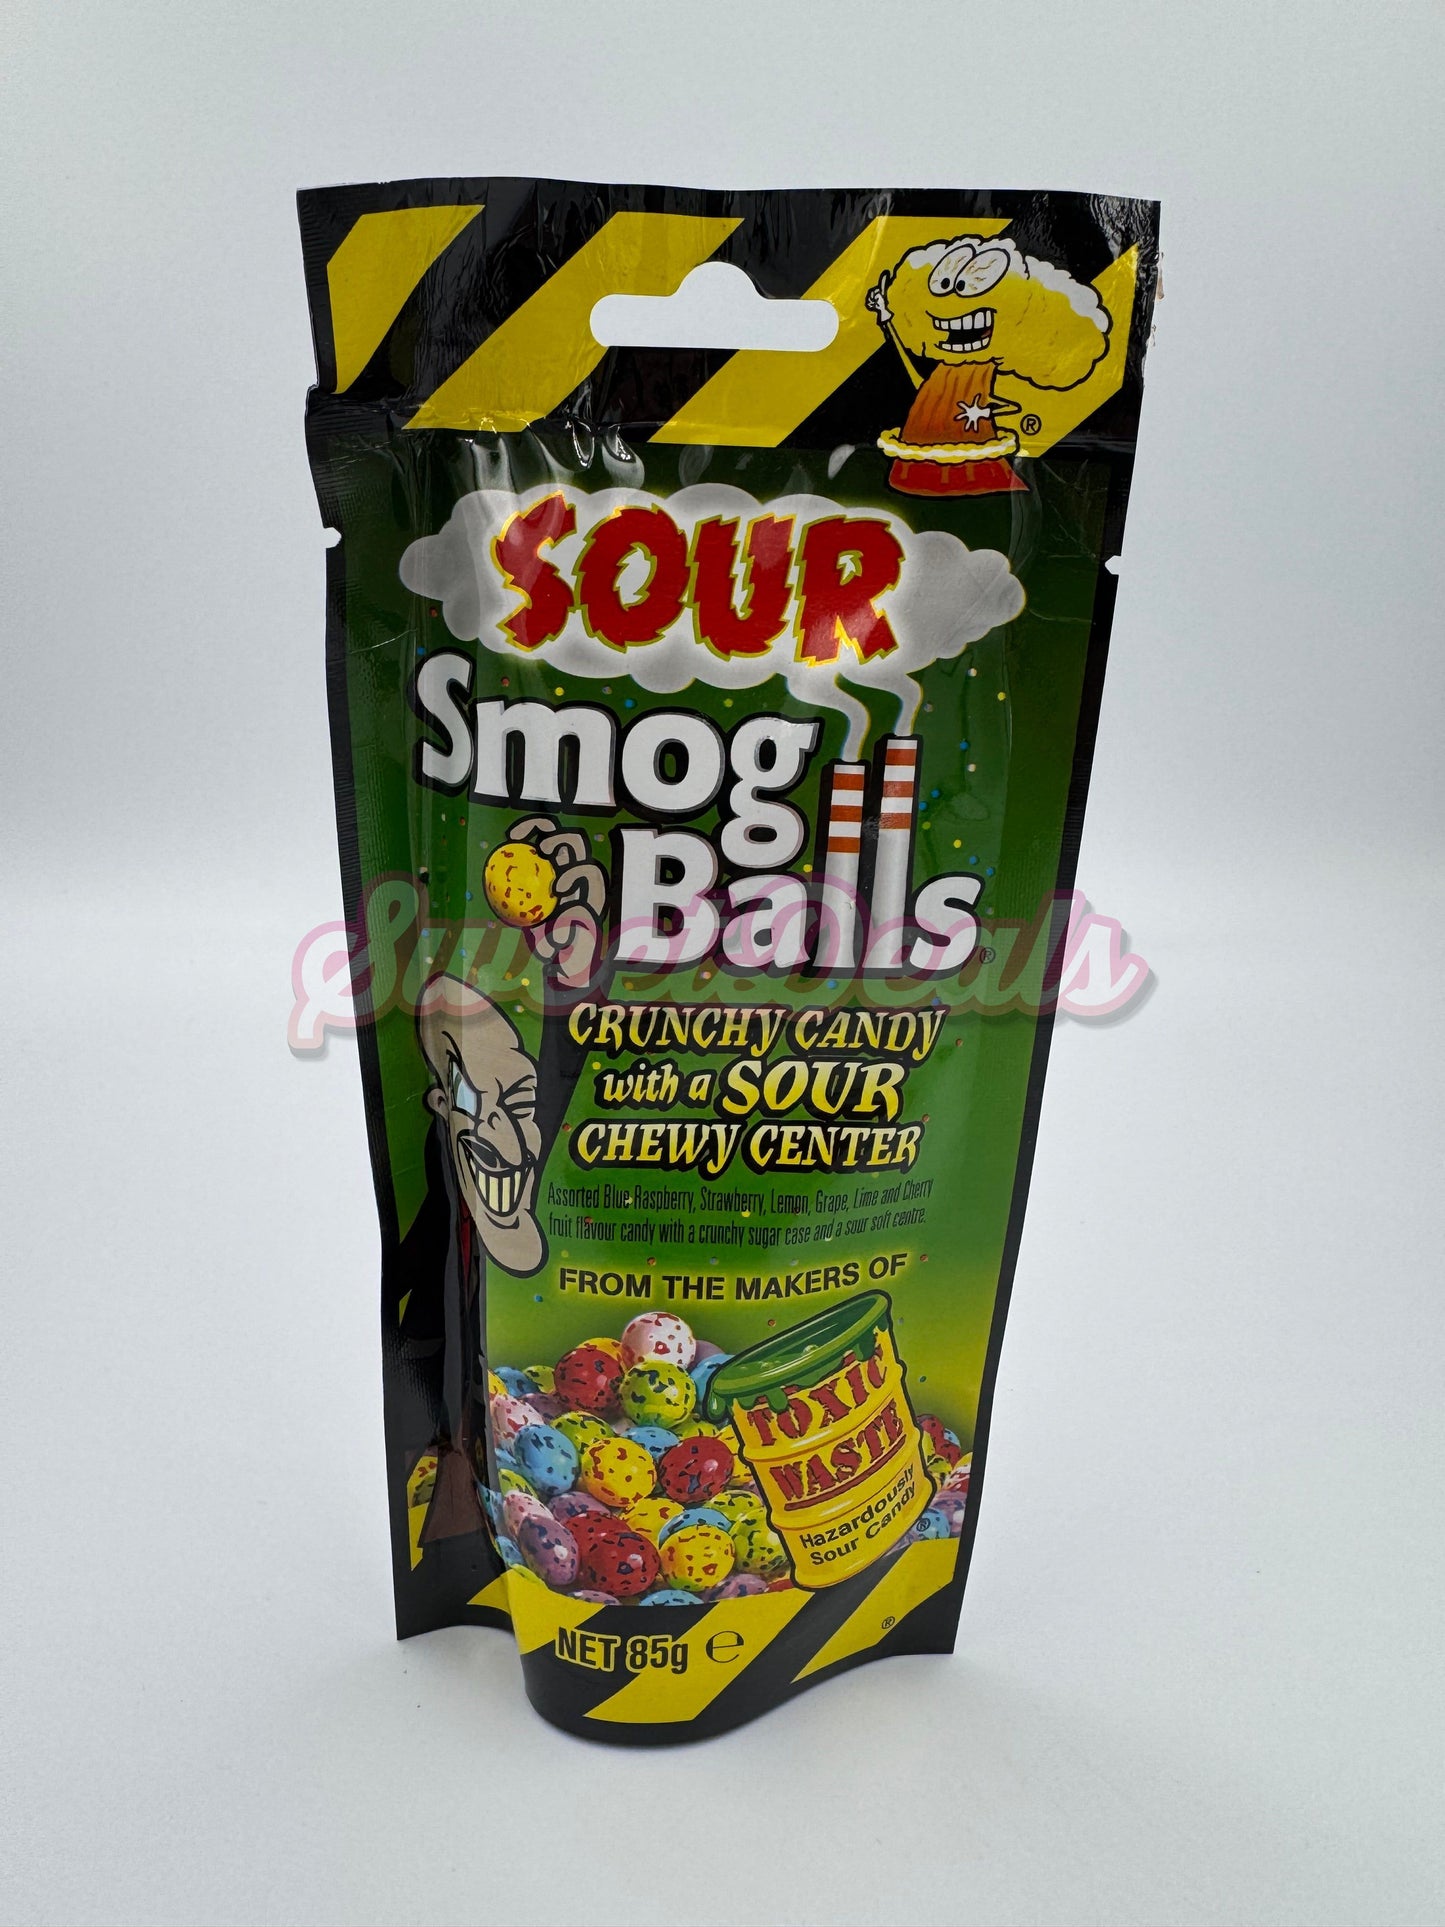 ®
SOUR
Smog
Balls®
SweetDeals
CRUNCHY CANDY
with a SOUR
CHEWY CENTER
Assorted Blue Raspberry, Strawberry, Lemon, Grape, Lime and Cherry
fruit flavour candy with a crunchy sugar case and a sour soft centre.
FROM THE MAKERS OF
TOXIC
WASTE
Hazardously
Sour Candy®
®
NET 85g ℮